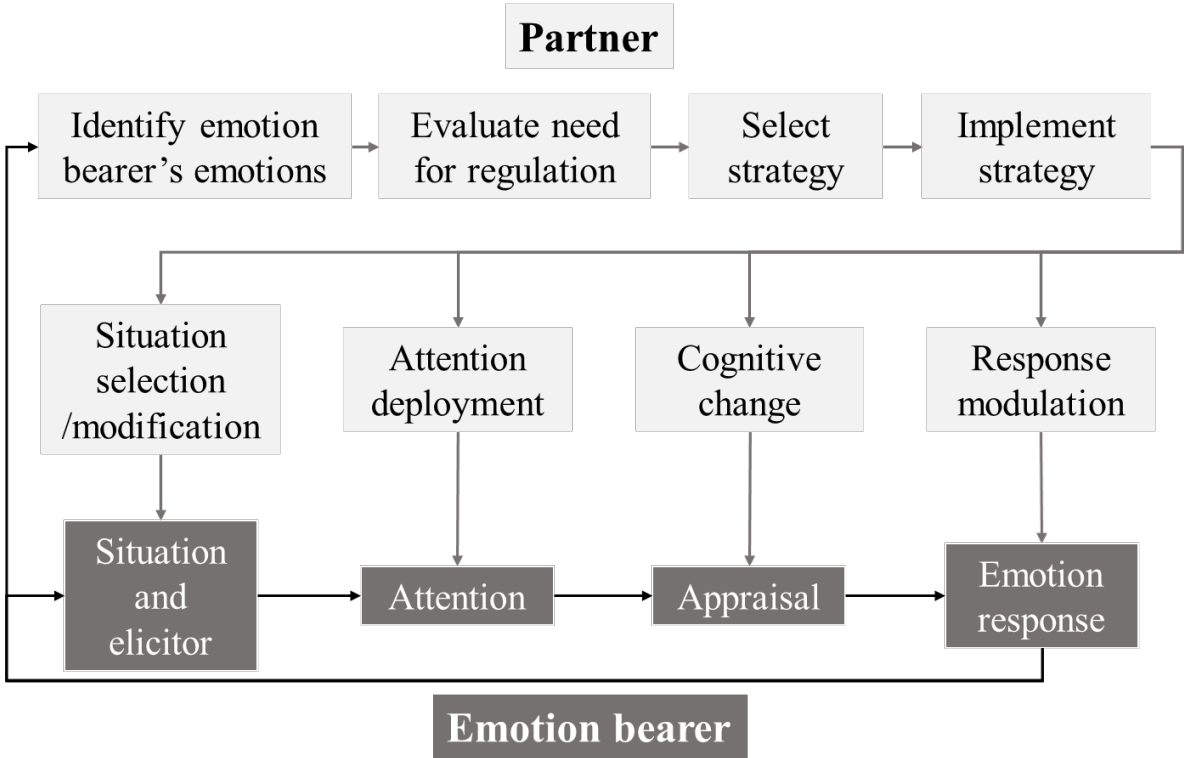 Partner
Identify emotion
bearer’s emotions
Evaluate need
for regulation
Select
strategy
Implement
strategy
Situation
selection
/modification
Attention
deployment
Cognitive
change
Response
modulation
Situation
and
elicitor
Attention
Appraisal
Emotion
response
Emotion bearer